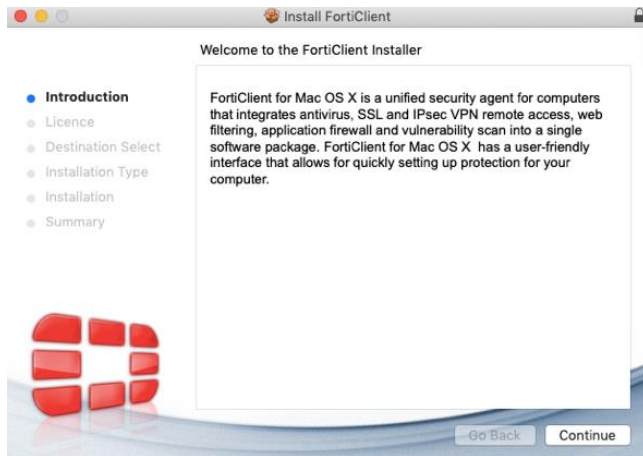 Install FortiClient
Welcome to the FortiClient Installer
Introduction
Licence
Destination Select
Installation Type
Installation
Summary
FortiClient for Mac OS X is a unified security agent for computers
that integrates antivirus, SSL and IPsec VPN remote access, web
filtering, application firewall and vulnerability scan into a single
software package. FortiClient for Mac OS X has a user-friendly
interface that allows for quickly setting up protection for your
computer.
Go Back
Continue